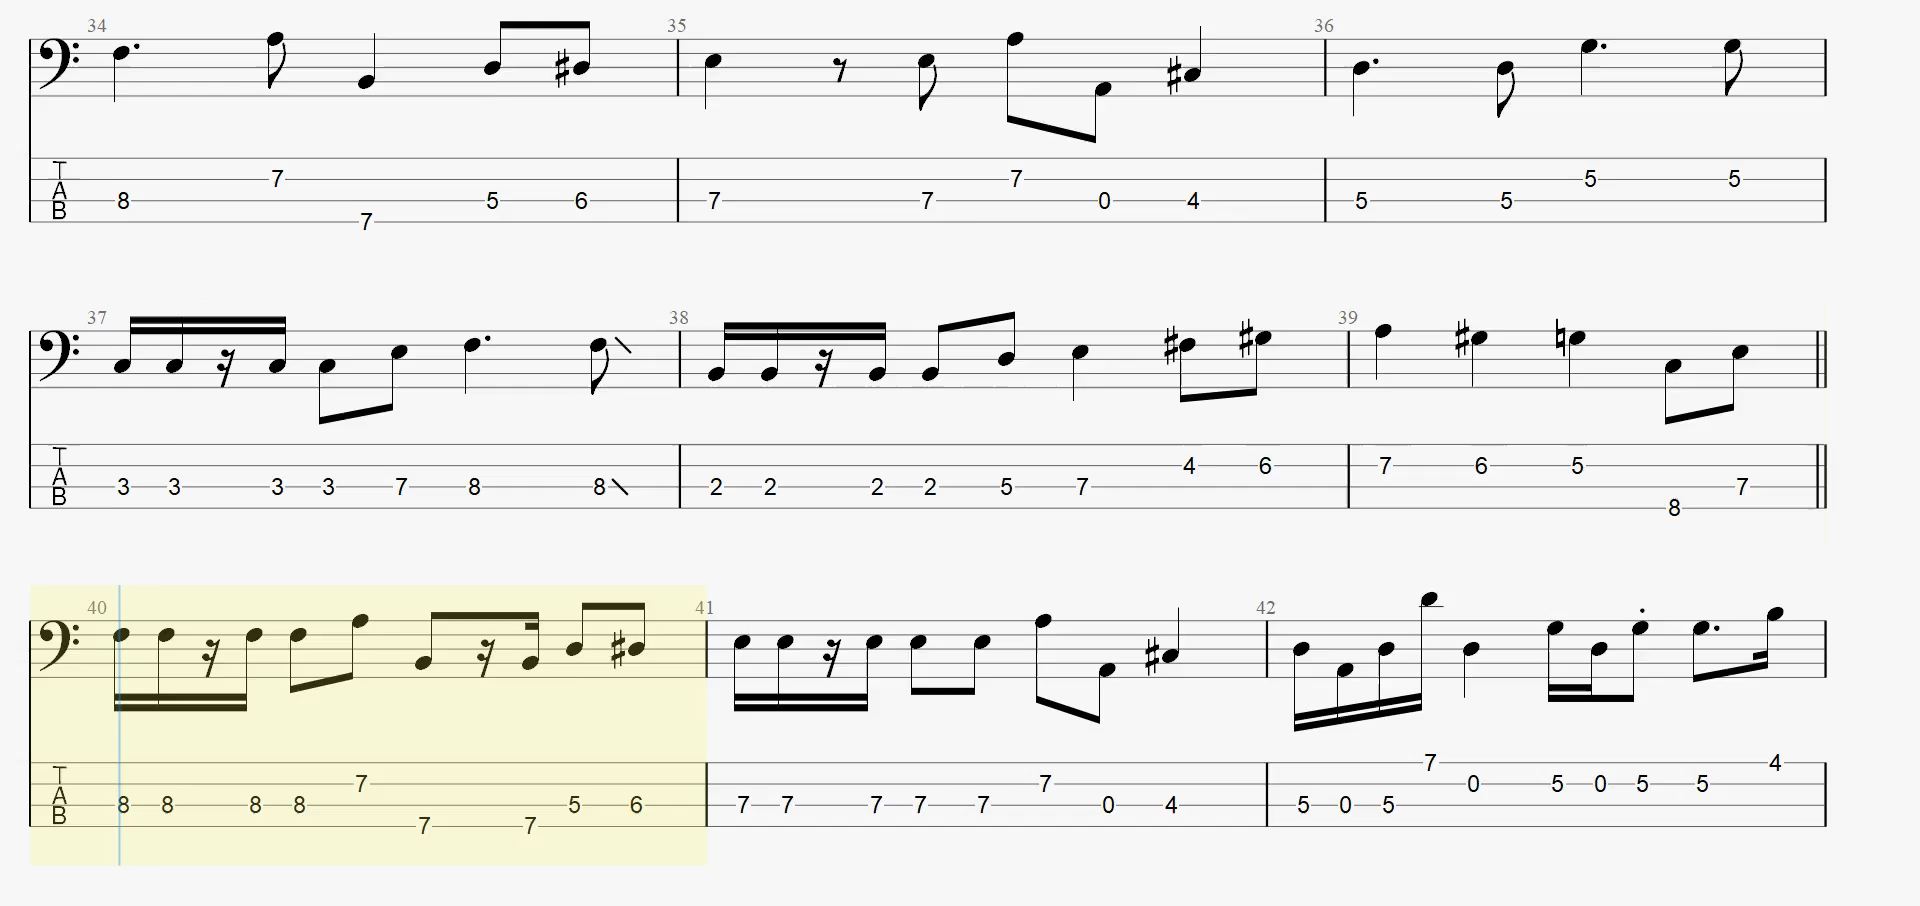 34 35 36
TAB
7 7 5 5
8 5 6 7 7 0 4 5 5
7
37 38 39
TAB
4 6 7 6 5
3 3 3 3 7 8 8 2 2 2 2 5 7 7
8
40 41 42
TAB
7 4
7 7 0 5 0 5 5
8 8 8 8 5 6 7 7 7 7 7 0 4 5 0 5
7 7